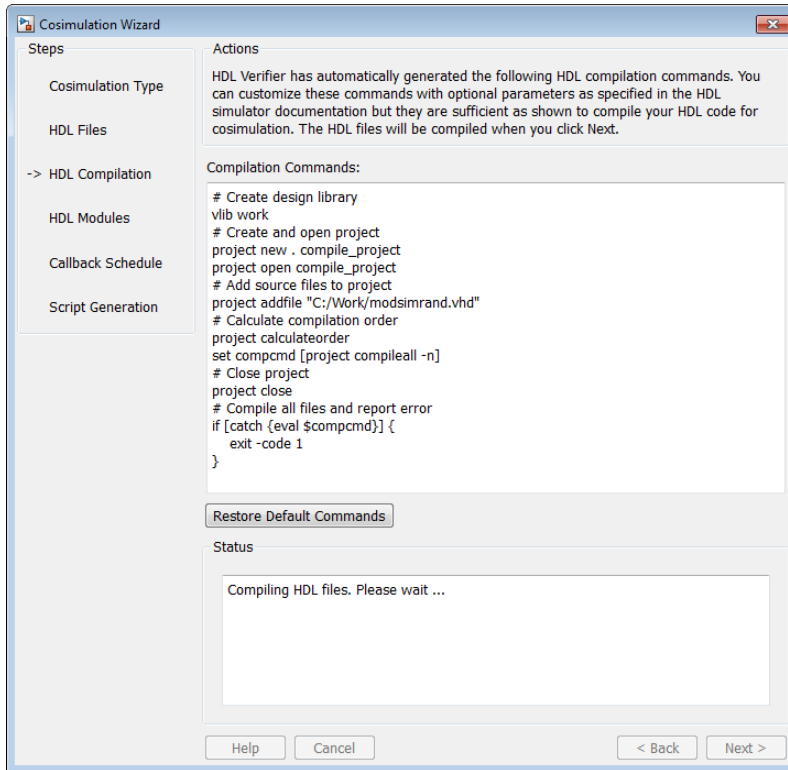 Cosimulation Wizard
Steps
Cosimulation Type
HDL Files
-> HDL Compilation
HDL Modules
Callback Schedule
Script Generation
Actions
HDL Verifier has automatically generated the following HDL compilation commands. You
can customize these commands with optional parameters as specified in the HDL
simulator documentation but they are sufficient as shown to compile your HDL code for
cosimulation. The HDL files will be compiled when you click Next.
Compilation Commands:
# Create design library
vlib work
# Create and open project
project new . compile_project
project open compile_project
# Add source files to project
project addfile "C:/Work/modsimrand.vhd"
# Calculate compilation order
project calculateorder
set compcmd [project compileall -n]
# Close project
project close
# Compile all files and report error
if [catch {eval $compcmd}] {
exit -code 1
}
Restore Default Commands
Status
Compiling HDL files. Please wait ...
Help
Cancel
< Back
Next >